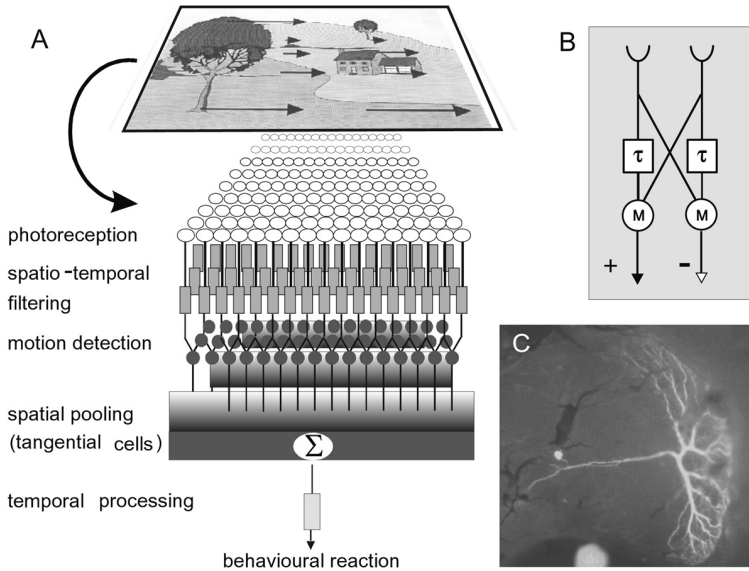 A
photoreception
spatio-temporal
filtering
motion detection
spatial pooling
(tangential cells)
Σ
temporal processing
behavioural reaction
B
τ τ
M M
+ -
C